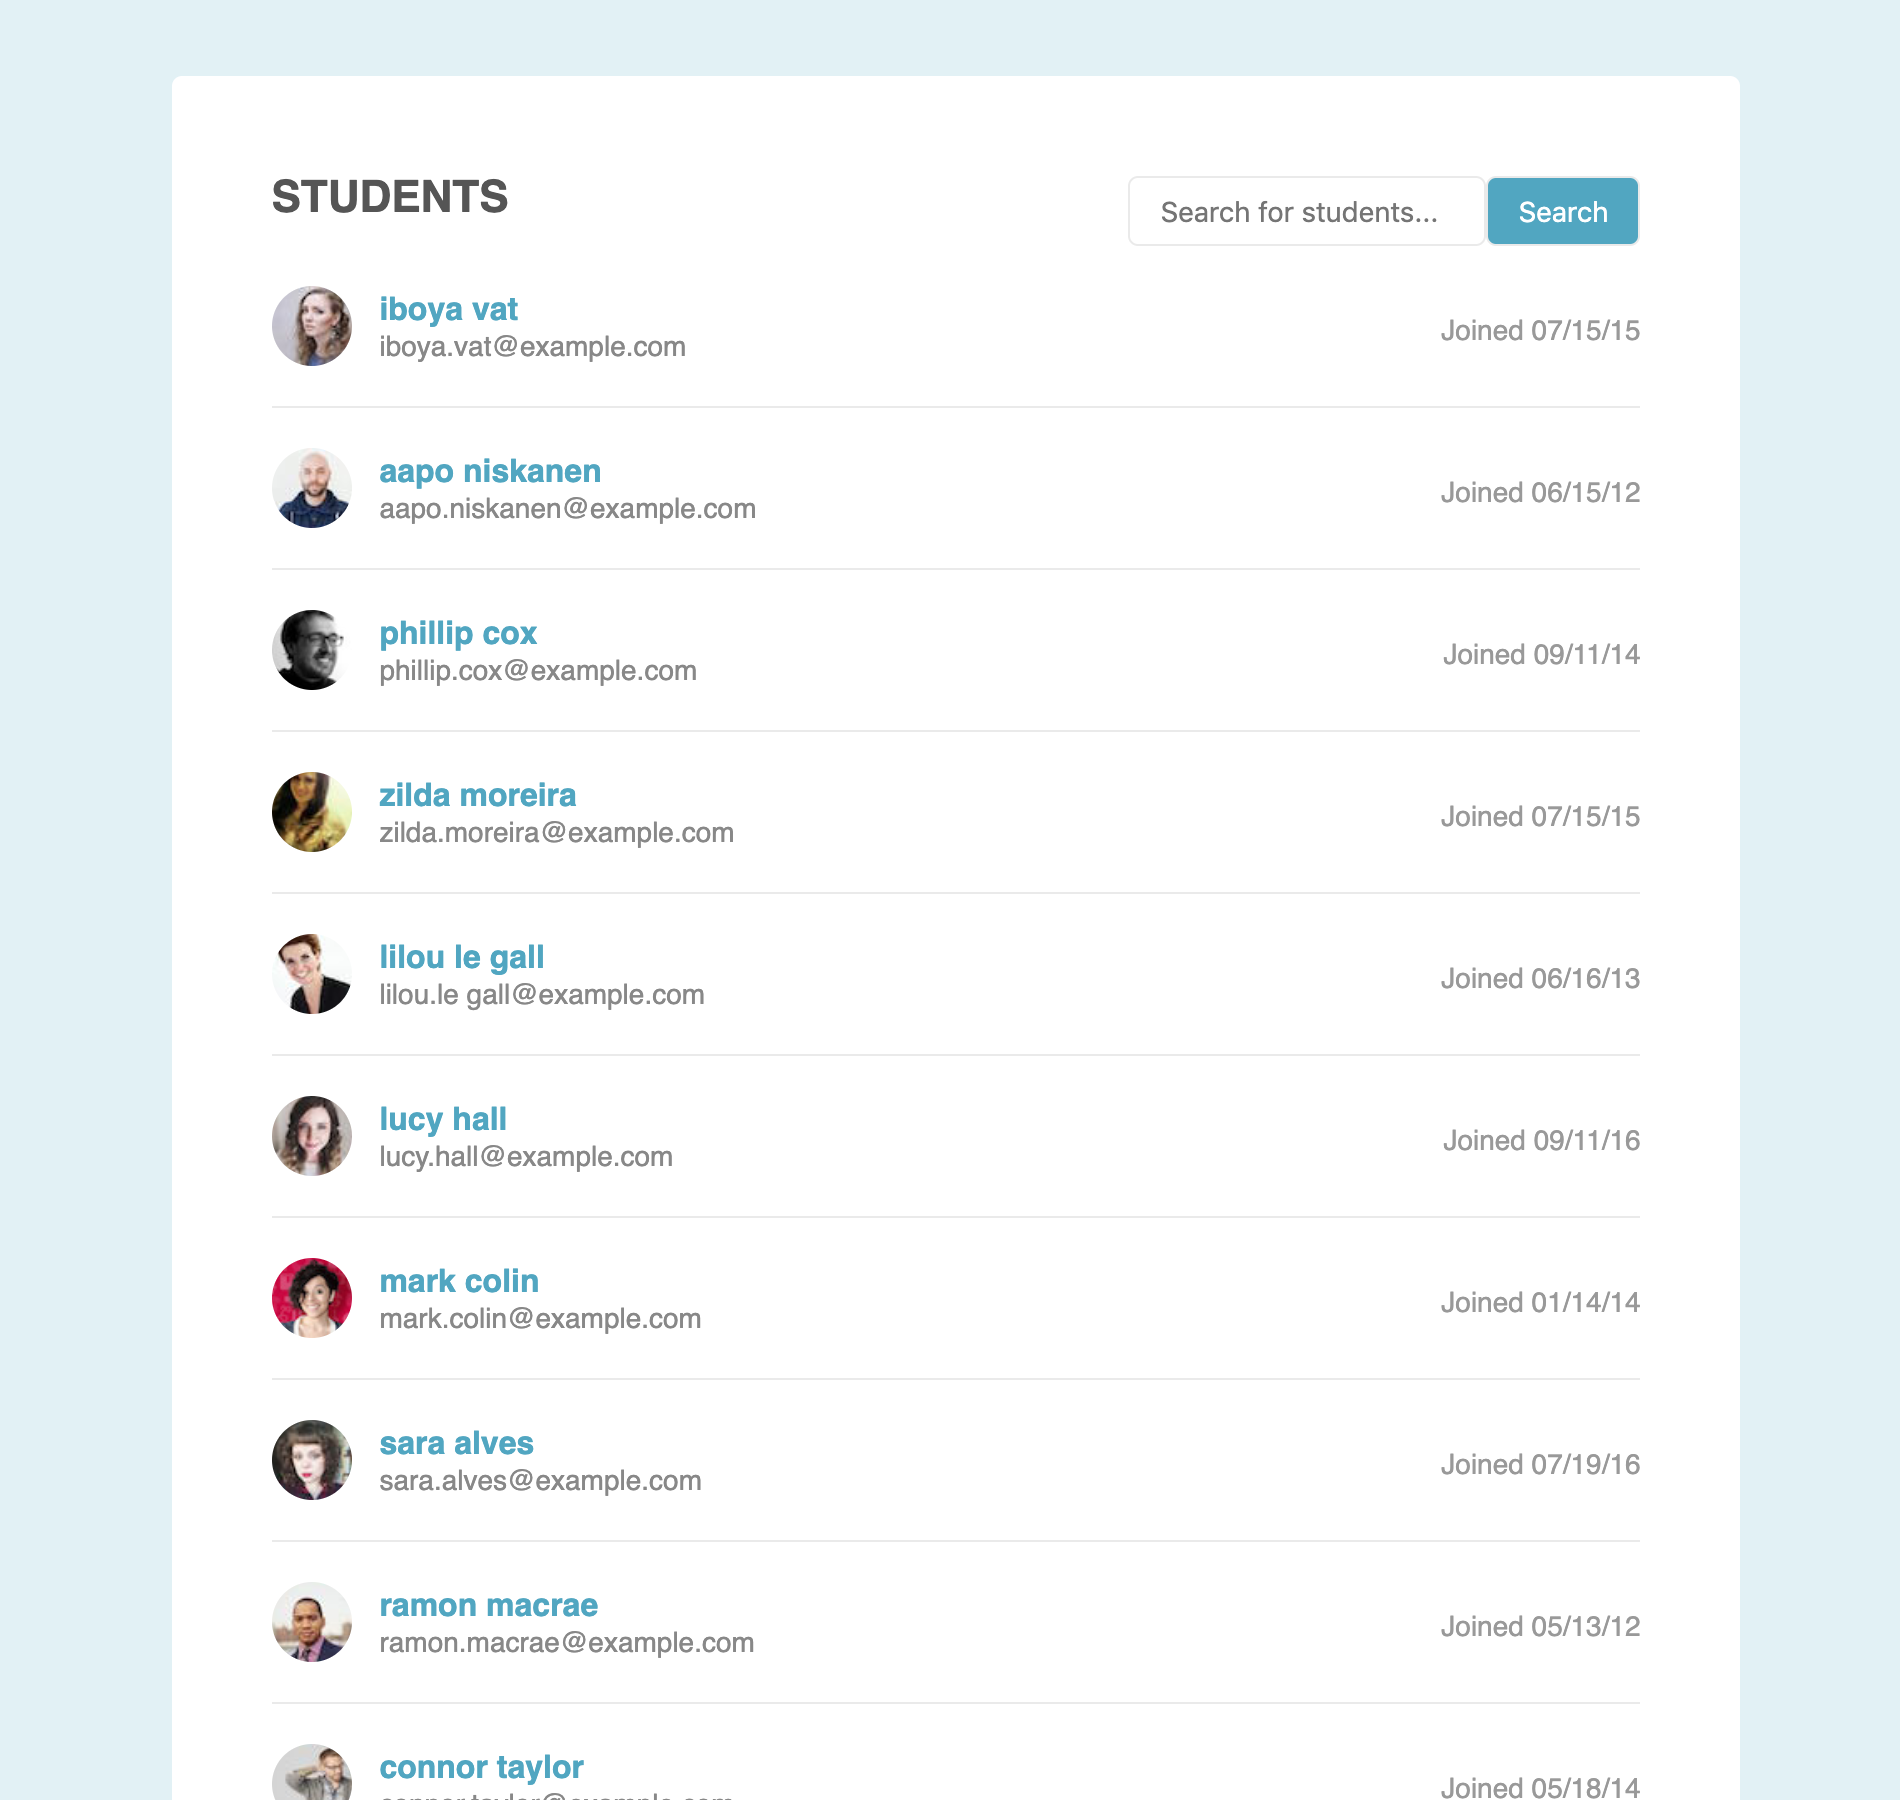 STUDENTS
Search for students...
Search
iboya vat
iboya.vat@example.com
Joined 07/15/15
aapo niskanen
aapo.niskanen@example.com
Joined 06/15/12
phillip cox
phillip.cox@example.com
Joined 09/11/14
zilda moreira
zilda.moreira@example.com
Joined 07/15/15
lilou le gall
lilou.le gall@example.com
Joined 06/16/13
lucy hall
lucy.hall@example.com
Joined 09/11/16
mark colin
mark.colin@example.com
Joined 01/14/14
sara alves
sara.alves@example.com
Joined 07/19/16
ramon macrae
ramon.macrae@example.com
Joined 05/13/12
connor taylor
Joined 05/18/14